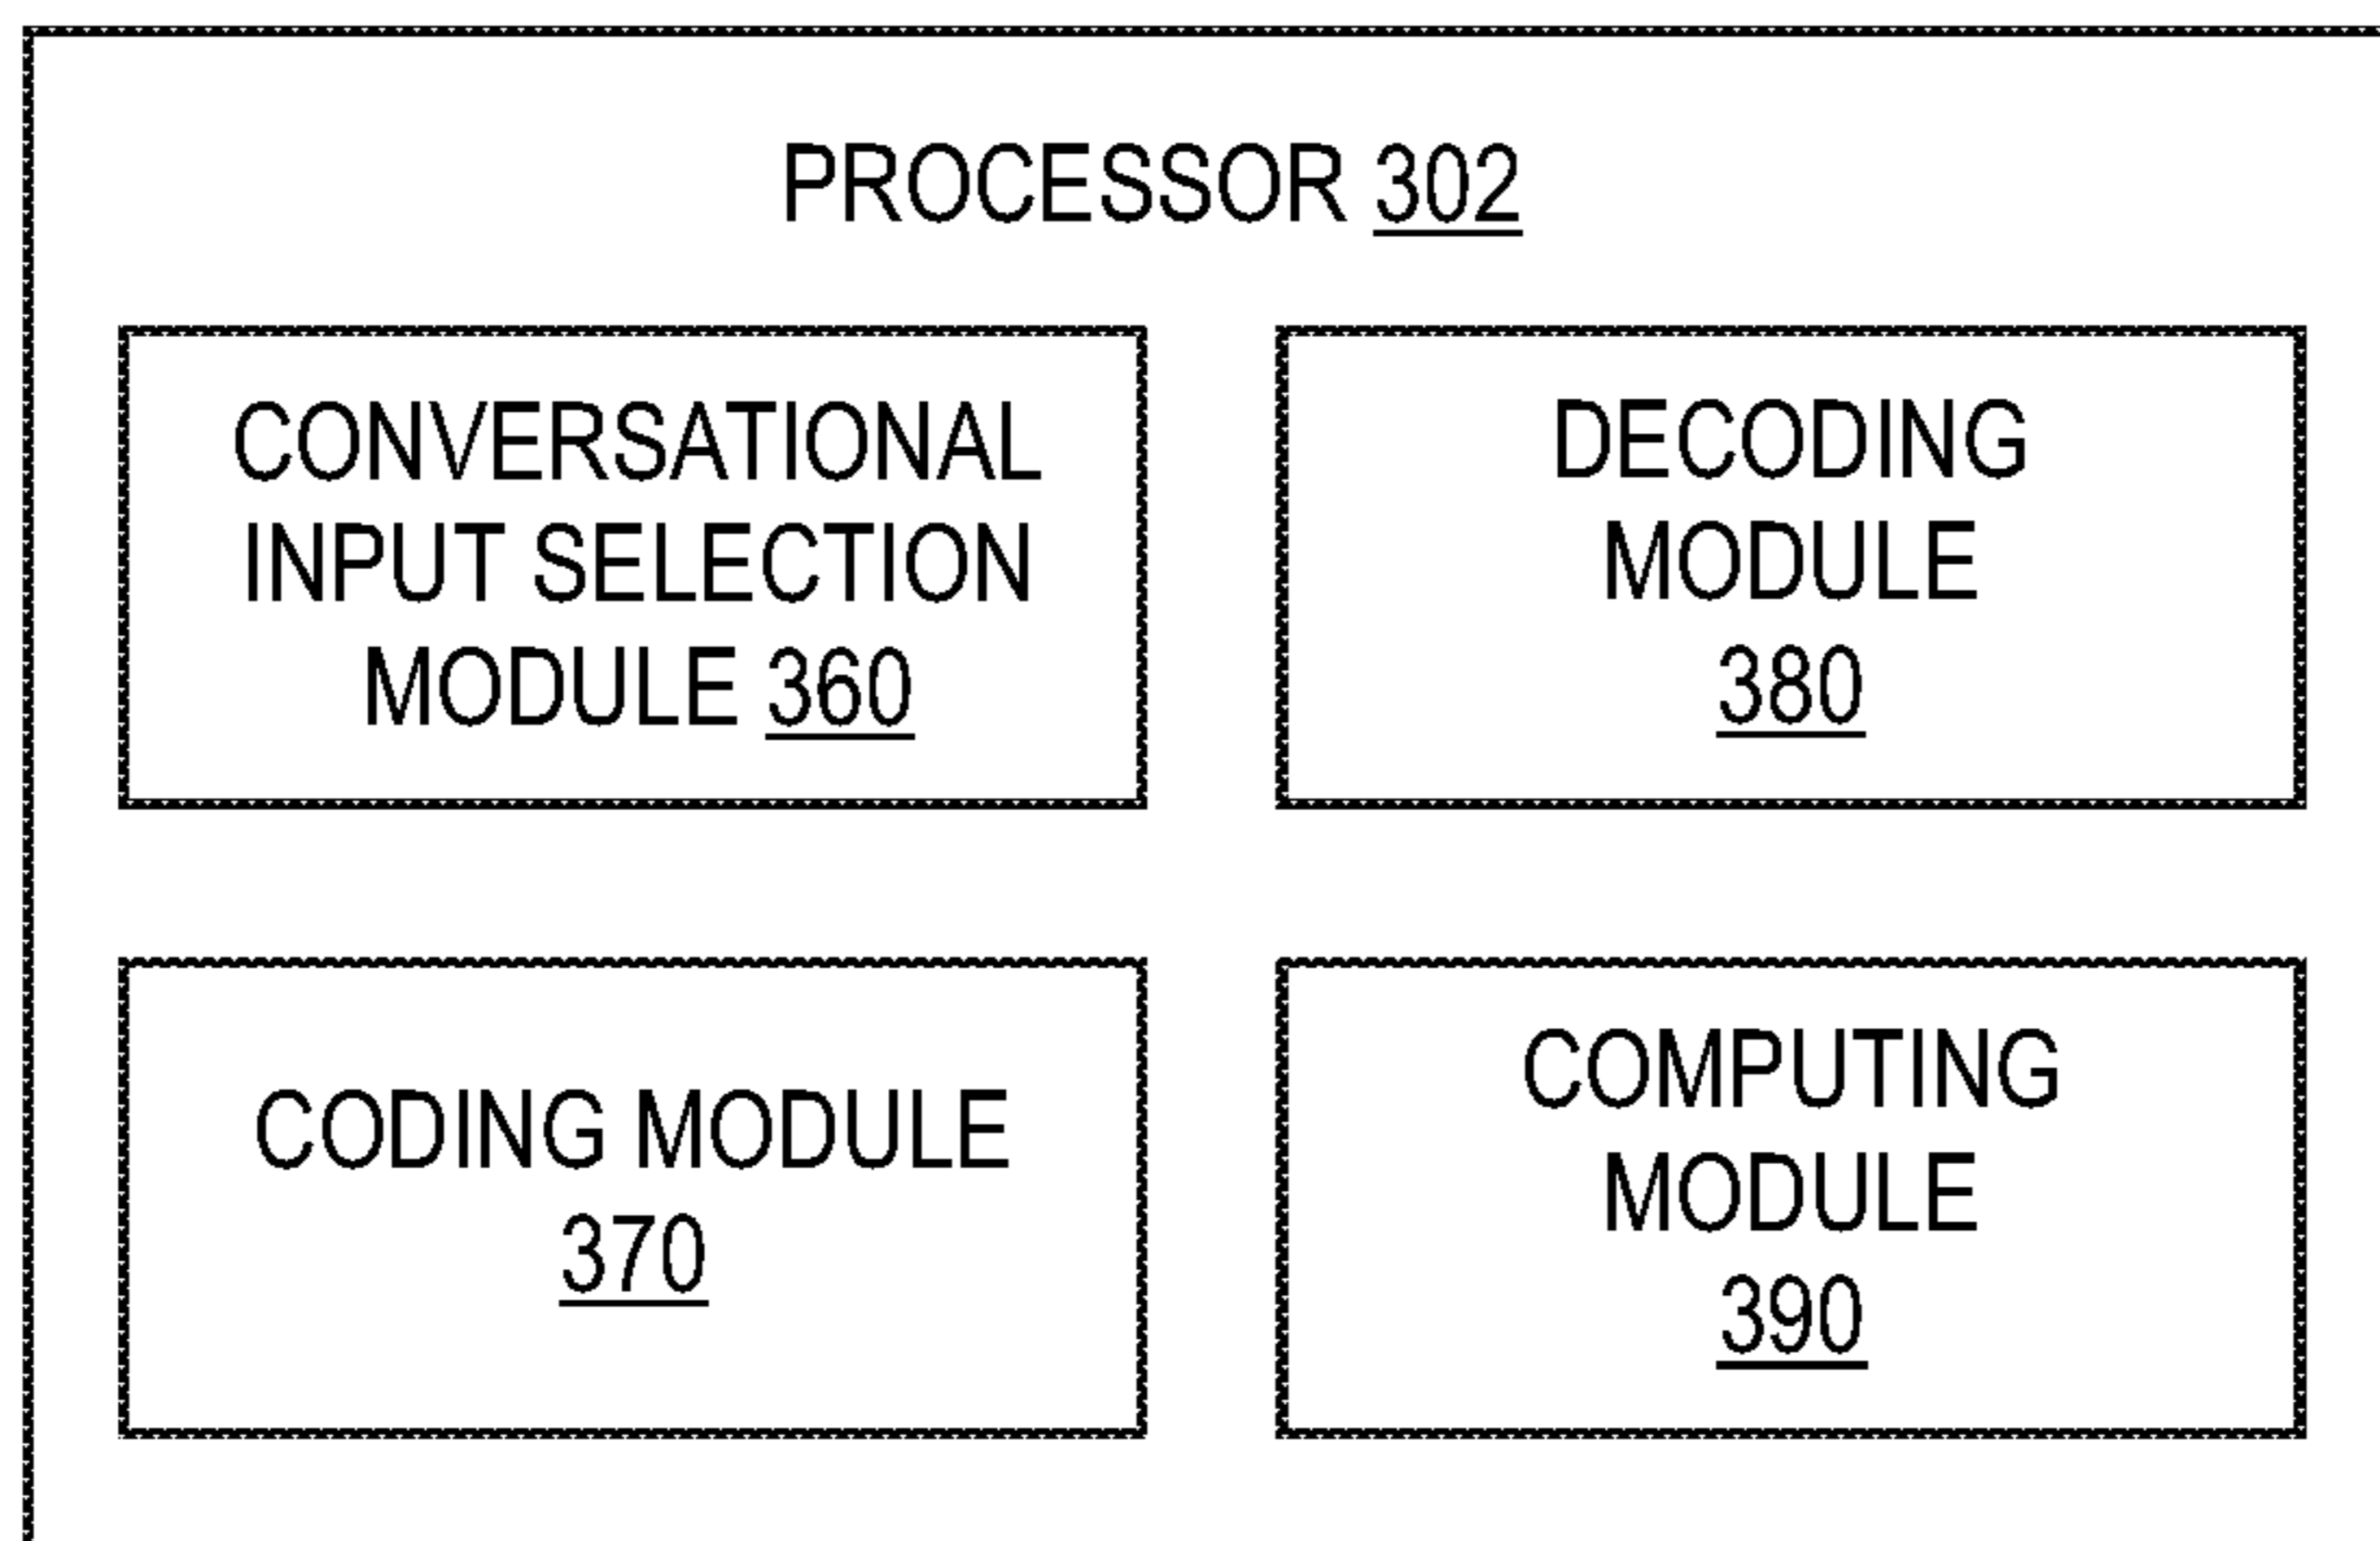 PROCESSOR 302
CONVERSATIONAL
INPUT SELECTION
MODULE 360
DECODING
MODULE
380
CODING MODULE
370
COMPUTING
MODULE
390